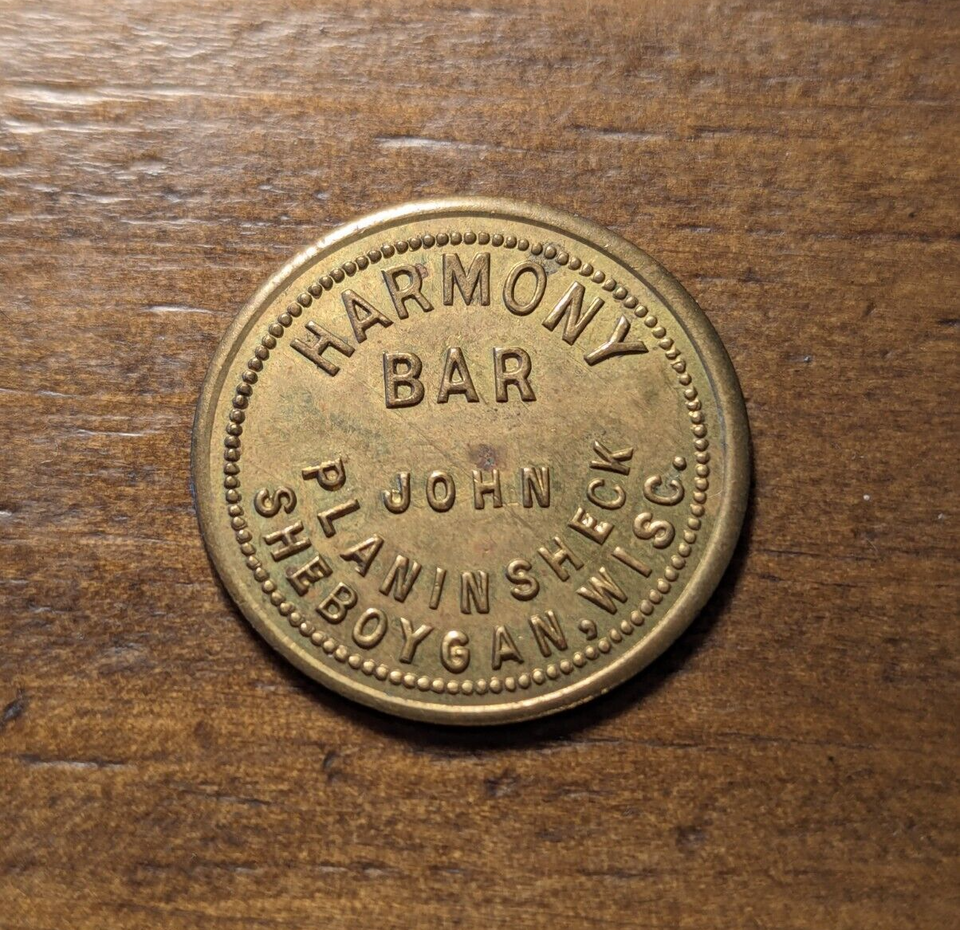 HARMONY
BAR
JOHN
PLANINSHECK
SHEBOYGAN, WISC.